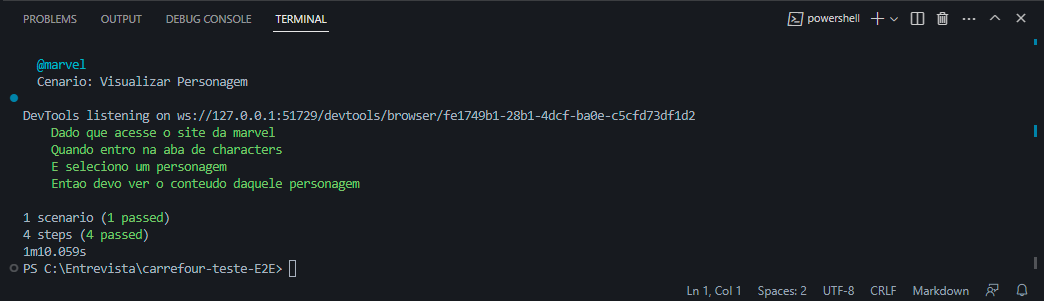 PROBLEMS OUTPUT DEBUG CONSOLE TERMINAL powershell
@marvel
Cenario: Visualizar Personagem
DevTools listening on ws://127.0.0.1:51729/devtools/browser/fe1749b1-28b1-4dcf-ba0e-c5cfd73df1d2
Dado que acesse o site da marvel
Quando entro na aba de characters
E seleciono um personagem
Entao devo ver o conteudo daquele personagem
1 scenario (1 passed)
4 steps (4 passed)
1m10.059s
PS C:\Entrevista\carrefour-teste-E2E>
Ln 1, Col 1 Spaces: 2 UTF-8 CRLF Markdown